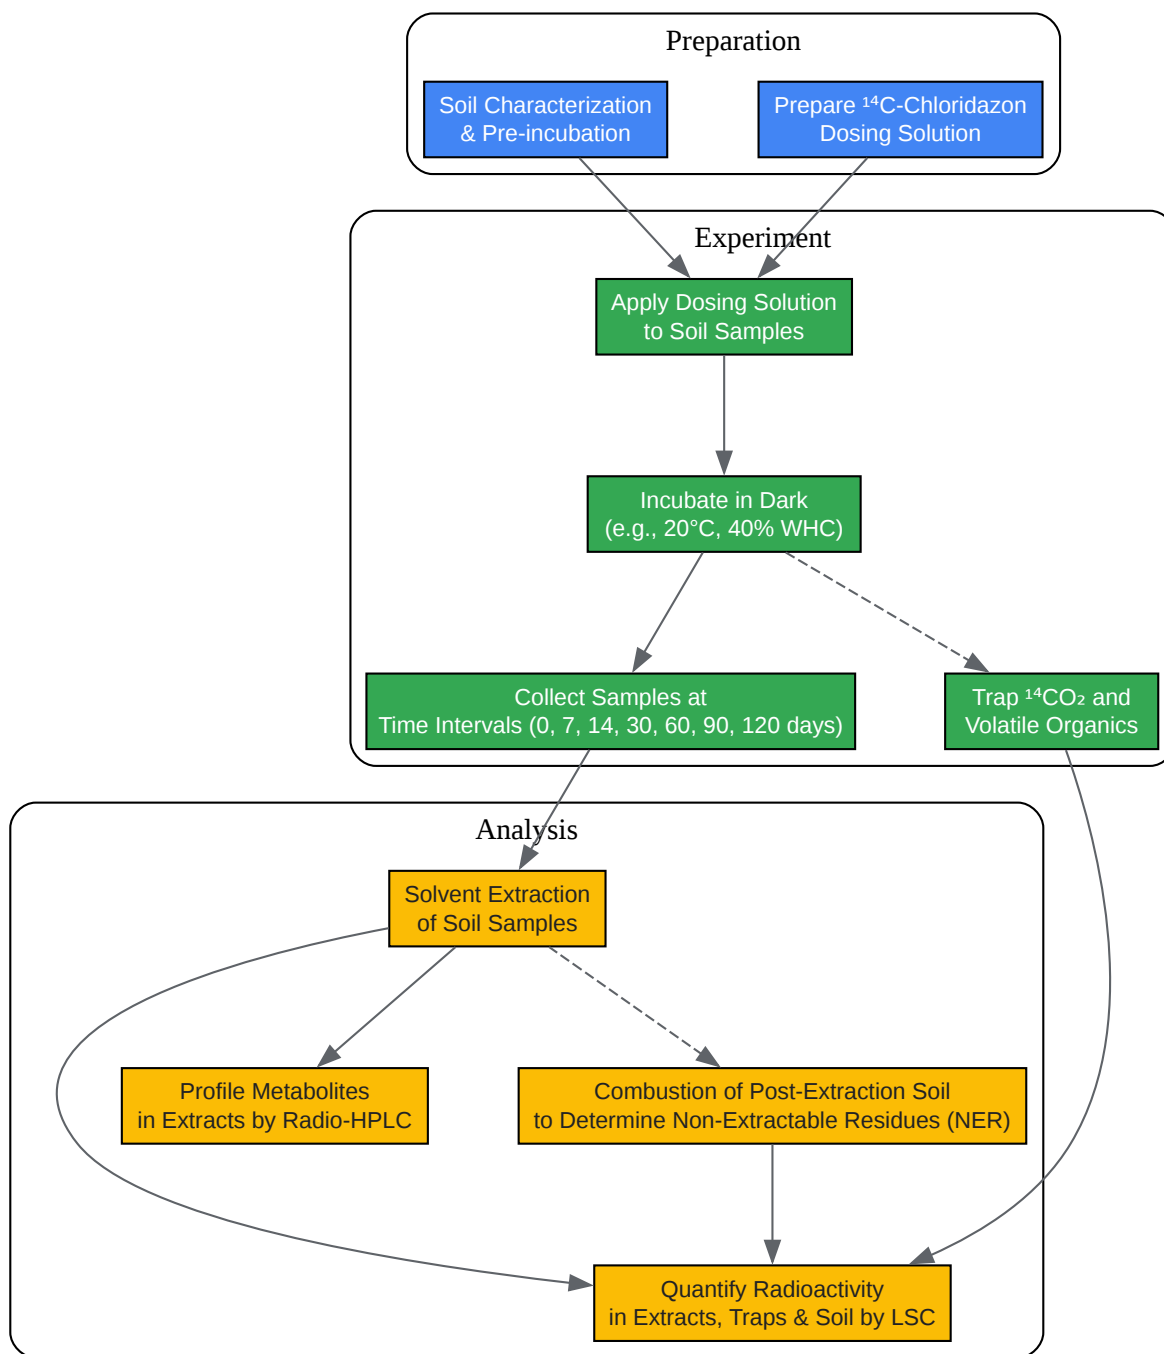 Preparation
Soil Characterization
& Pre-incubation
Prepare ¹⁴C-Chloridazon
Dosing Solution
Experiment
Apply Dosing Solution
to Soil Samples
Incubate in Dark
(e.g., 20°C, 40% WHC)
Collect Samples at
Time Intervals (0, 7, 14, 30, 60, 90, 120 days)
Trap ¹⁴CO₂ and
Volatile Organics
Analysis
Solvent Extraction
of Soil Samples
Profile Metabolites
in Extracts by Radio-HPLC
Combustion of Post-Extraction Soil
to Determine Non-Extractable Residues (NER)
Quantify Radioactivity
in Extracts, Traps & Soil by LSC